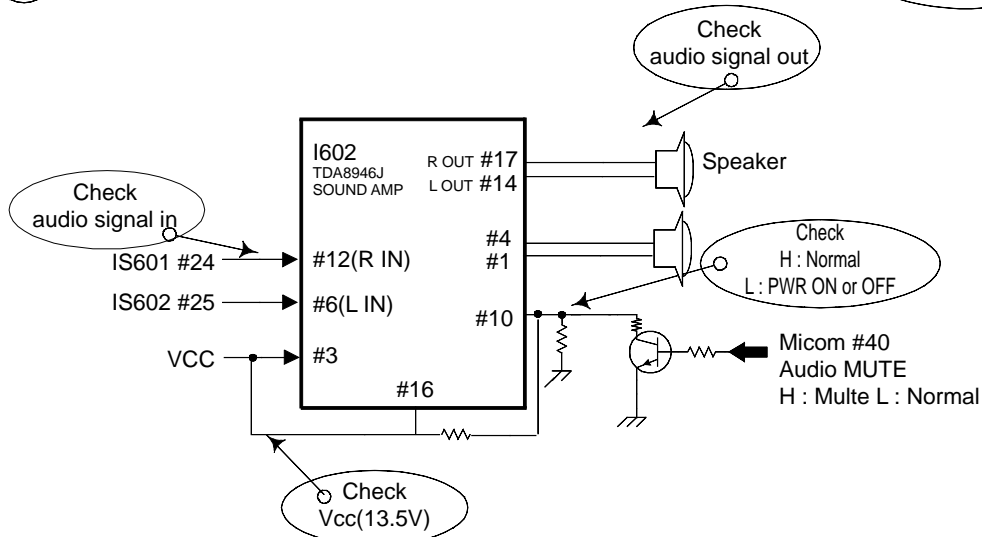 Check
audio signal out
I602
TDA8946J
SOUND AMP
R OUT #17
L OUT #14
Speaker
Check
audio signal in
IS601 #24
#12(R IN)
#4
#1
Check
H : Normal
L : PWR ON or OFF
IS602 #25
#6(L IN)
#10
VCC
#3
#16
Micom #40
Audio MUTE
H : Multe L : Normal
Check
Vcc(13.5V)